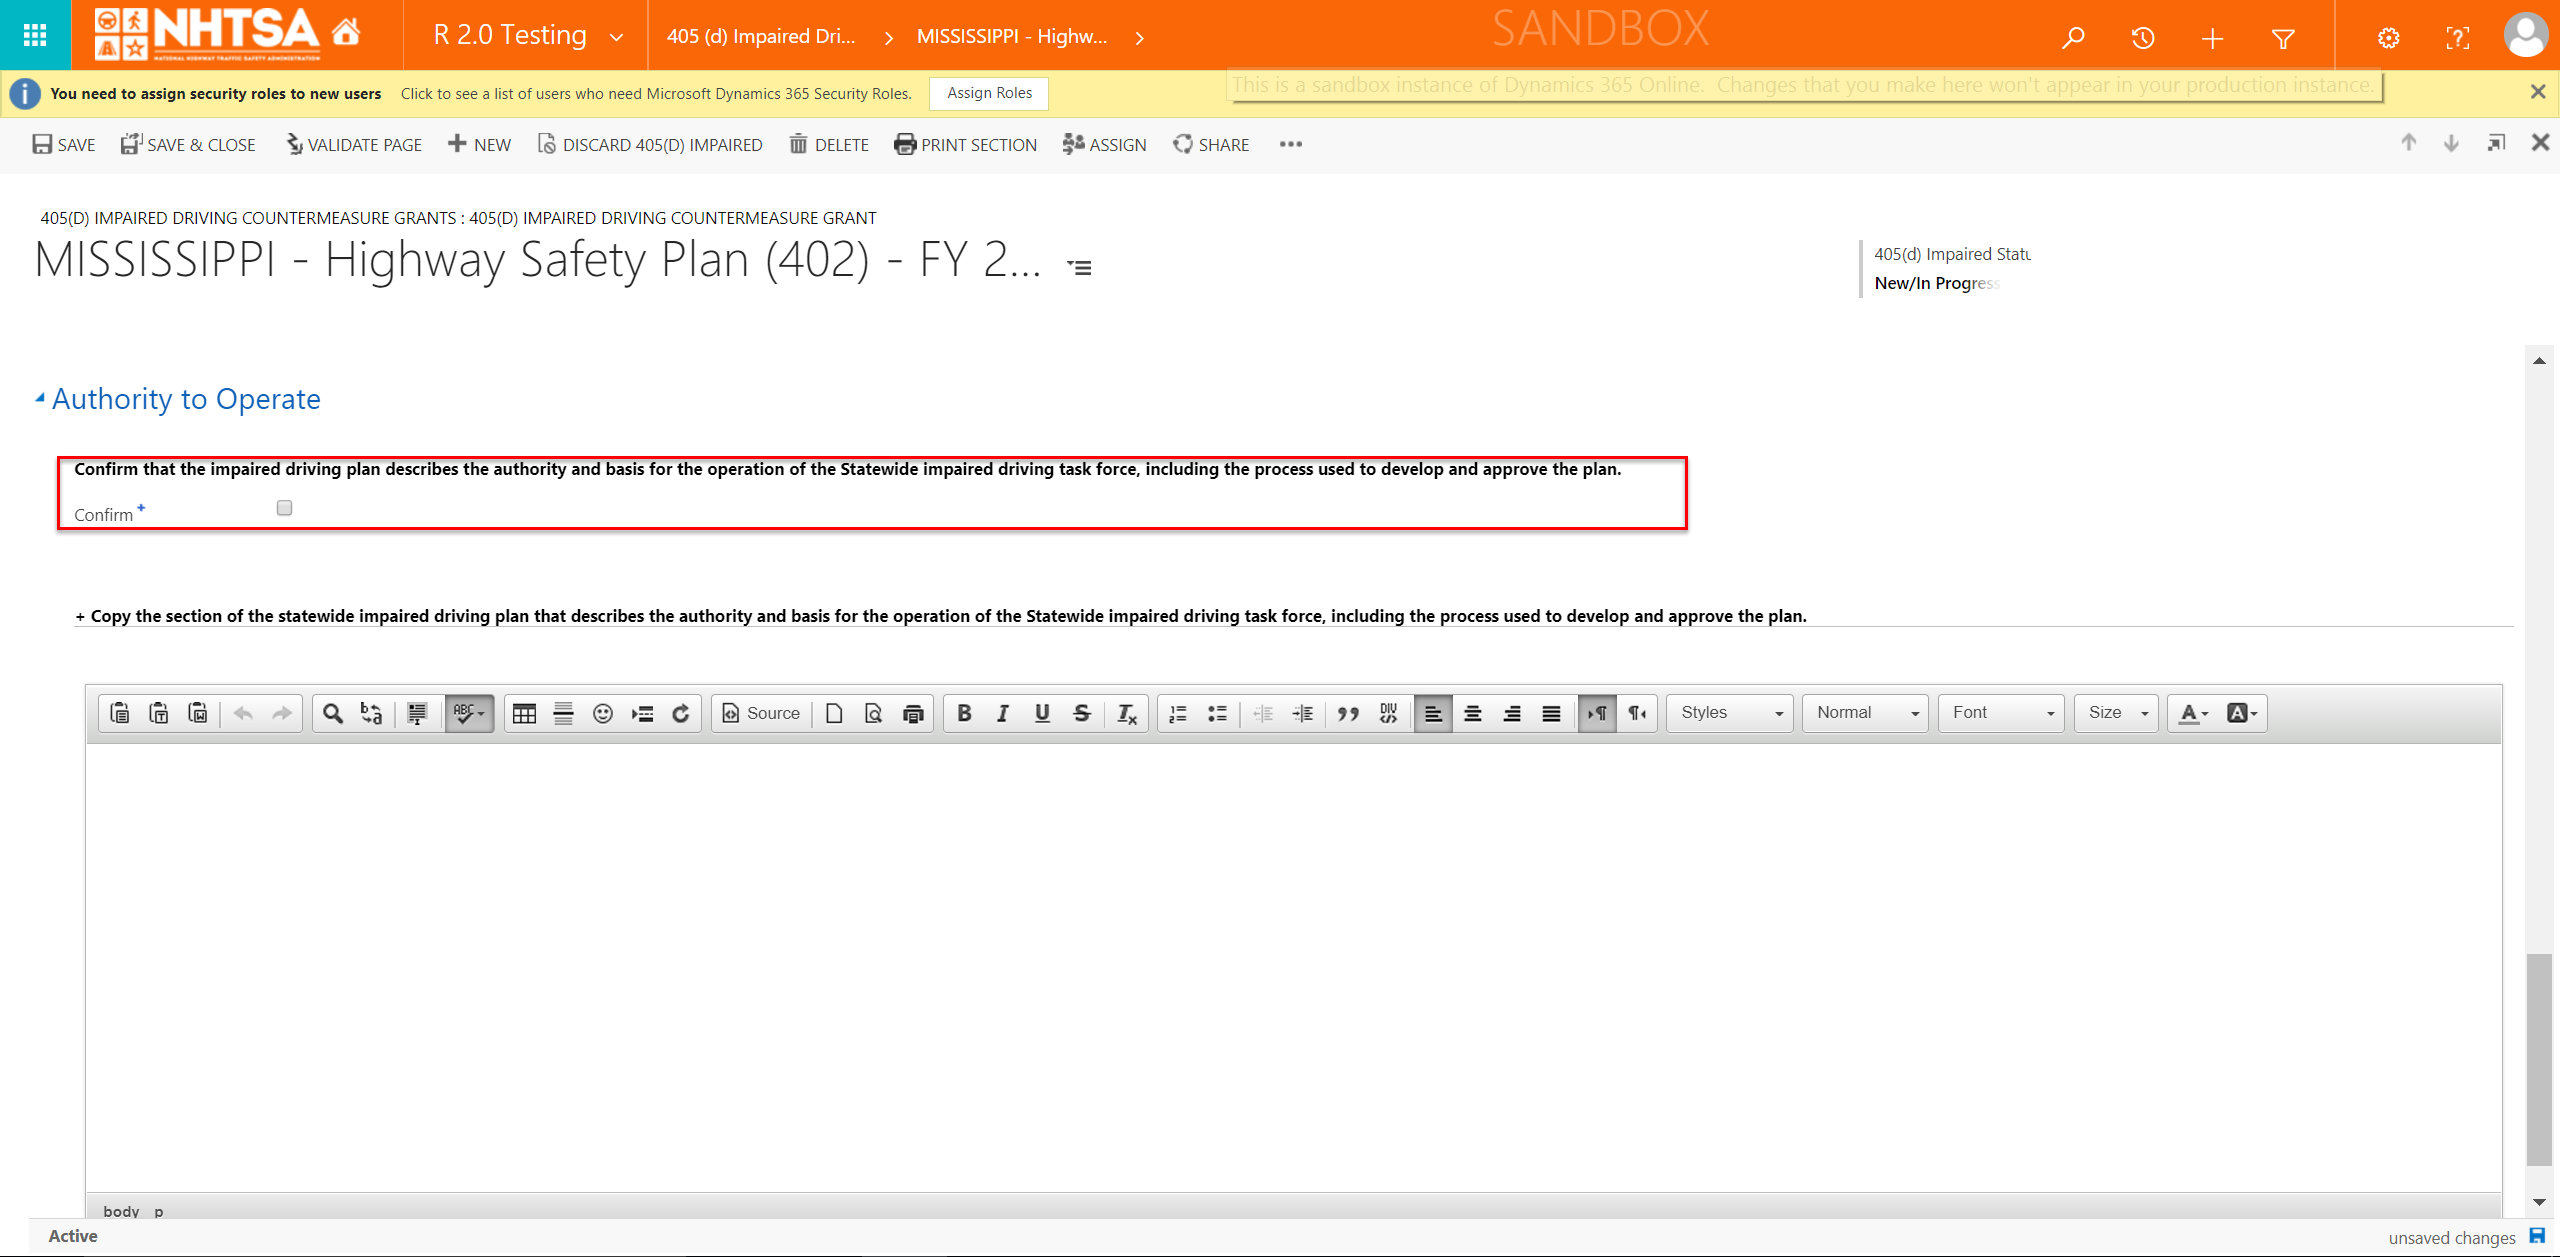 NHTSA
NATIONAL HIGHWAY TRAFFIC SAFETY ADMINISTRATION
R 2.0 Testing
405 (d) Impaired Dri...
MISSISSIPPI - Highw...
SANDBOX
This is a sandbox instance of Dynamics 365 Online. Changes that you make here won't appear in your production instance.
You need to assign security roles to new users Click to see a list of users who need Microsoft Dynamics 365 Security Roles. Assign Roles
SAVE SAVE & CLOSE VALIDATE PAGE NEW DISCARD 405(D) IMPAIRED DELETE PRINT SECTION ASSIGN SHARE
405(D) IMPAIRED DRIVING COUNTERMEASURE GRANTS : 405(D) IMPAIRED DRIVING COUNTERMEASURE GRANT
MISSISSIPPI - Highway Safety Plan (402) - FY 2...
405(d) Impaired Statu
New/In Progress
Authority to Operate
Confirm that the impaired driving plan describes the authority and basis for the operation of the Statewide impaired driving task force, including the process used to develop and approve the plan.
Confirm +
+ Copy the section of the statewide impaired driving plan that describes the authority and basis for the operation of the Statewide impaired driving task force, including the process used to develop and approve the plan.
Source Styles Normal Font Size
body p
Active
unsaved changes